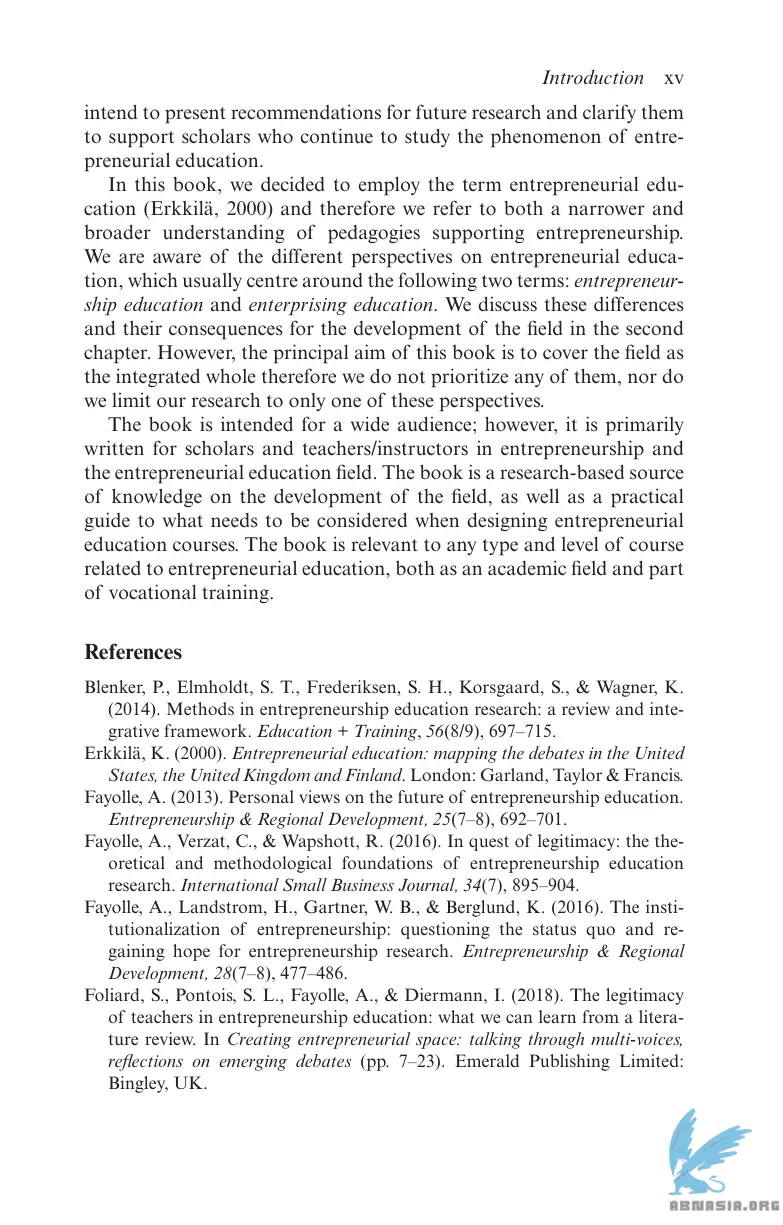 Introduction xv
intend to present recommendations for future research and clarify them
to support scholars who continue to study the phenomenon of entre-
preneurial education.
In this book, we decided to employ the term entrepreneurial edu-
cation (Erkkilä, 2000) and therefore we refer to both a narrower and
broader understanding of pedagogies supporting entrepreneurship.
We are aware of the different perspectives on entrepreneurial educa-
tion, which usually centre around the following two terms: entrepreneur-
ship education and enterprising education. We discuss these differences
and their consequences for the development of the field in the second
chapter. However, the principal aim of this book is to cover the field as
the integrated whole therefore we do not prioritize any of them, nor do
we limit our research to only one of these perspectives.
The book is intended for a wide audience; however, it is primarily
written for scholars and teachers/instructors in entrepreneurship and
the entrepreneurial education field. The book is a research-based source
of knowledge on the development of the field, as well as a practical
guide to what needs to be considered when designing entrepreneurial
education courses. The book is relevant to any type and level of course
related to entrepreneurial education, both as an academic field and part
of vocational training.
References
Blenker, P., Elmholdt, S. T., Frederiksen, S. H., Korsgaard, S., & Wagner, K.
(2014). Methods in entrepreneurship education research: a review and inte-
grative framework. Education + Training, 56(8/9), 697–715.
Erkkilä, K. (2000). Entrepreneurial education: mapping the debates in the United
States, the United Kingdom and Finland. London: Garland, Taylor & Francis.
Fayolle, A. (2013). Personal views on the future of entrepreneurship education.
Entrepreneurship & Regional Development, 25(7–8), 692–701.
Fayolle, A., Verzat, C., & Wapshott, R. (2016). In quest of legitimacy: the the-
oretical and methodological foundations of entrepreneurship education
research. International Small Business Journal, 34(7), 895–904.
Fayolle, A., Landstrom, H., Gartner, W. B., & Berglund, K. (2016). The insti-
tutionalization of entrepreneurship: questioning the status quo and re-
gaining hope for entrepreneurship research. Entrepreneurship & Regional
Development, 28(7–8), 477–486.
Foliard, S., Pontois, S. L., Fayolle, A., & Diermann, I. (2018). The legitimacy
of teachers in entrepreneurship education: what we can learn from a litera-
ture review. In Creating entrepreneurial space: talking through multi-voices,
reflections on emerging debates (pp. 7–23). Emerald Publishing Limited:
Bingley, UK.
ABNASIA.ORG